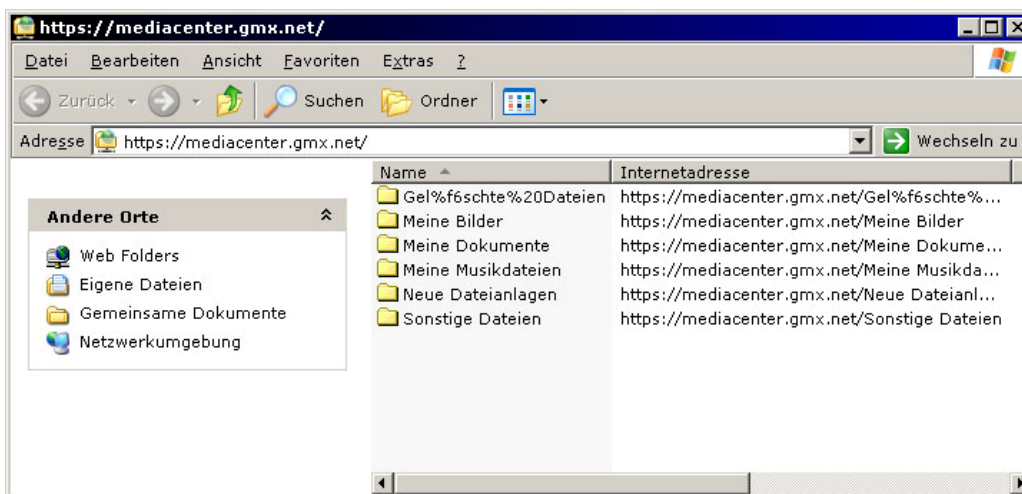 https://mediacenter.gmx.net/
Datei Bearbeiten Ansicht Favoriten Extras ?
Zurück Suchen Ordner
Adresse https://mediacenter.gmx.net/ Wechseln zu
Name Internetadresse
Gel%f6schte%20Dateien https://mediacenter.gmx.net/Gel%f6schte%...
Meine Bilder https://mediacenter.gmx.net/Meine Bilder
Meine Dokumente https://mediacenter.gmx.net/Meine Dokume...
Meine Musikdateien https://mediacenter.gmx.net/Meine Musikda...
Neue Dateianlagen https://mediacenter.gmx.net/Neue Dateianl...
Sonstige Dateien https://mediacenter.gmx.net/Sonstige Dateien
Andere Orte
Web Folders
Eigene Dateien
Gemeinsame Dokumente
Netzwerkumgebung